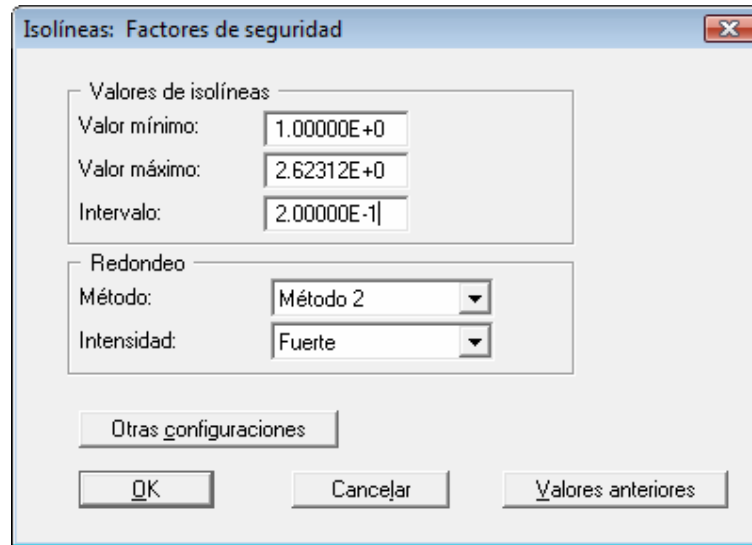 Isolíneas: Factores de seguridad
Valores de isolíneas
Valor mínimo: 1.00000E+0
Valor máximo: 2.62312E+0
Intervalo: 2.00000E-1
Redondeo
Método: Método 2
Intensidad: Fuerte
Otras configuraciones
OK Cancelar Valores anteriores